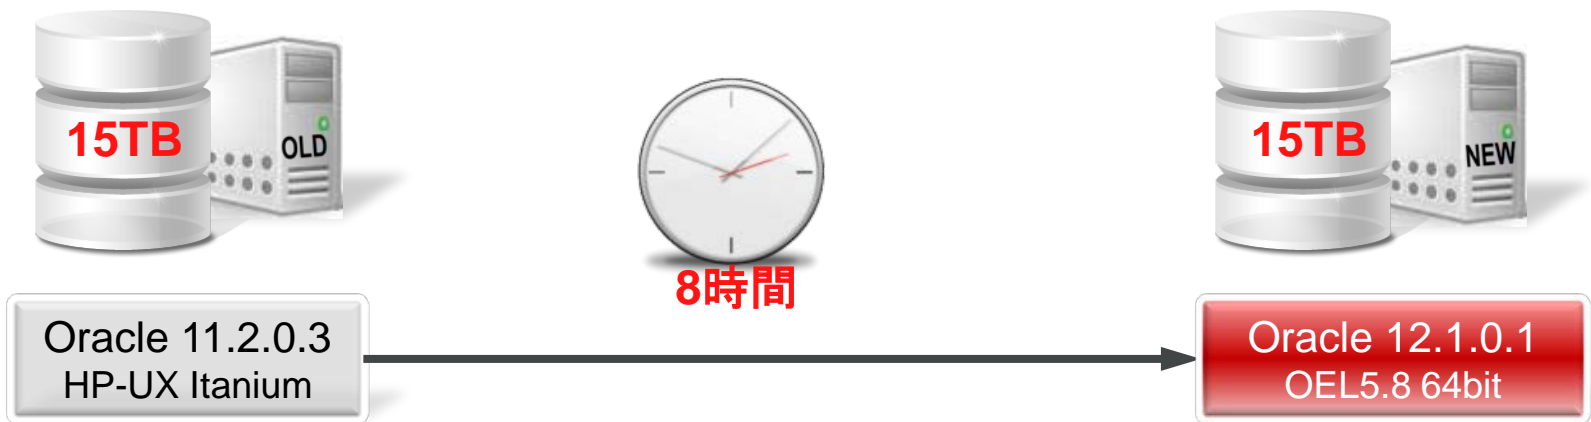 15TB
OLD
8時間
15TB
NEW
Oracle 11.2.0.3
HP-UX Itanium
Oracle 12.1.0.1
OEL5.8 64bit